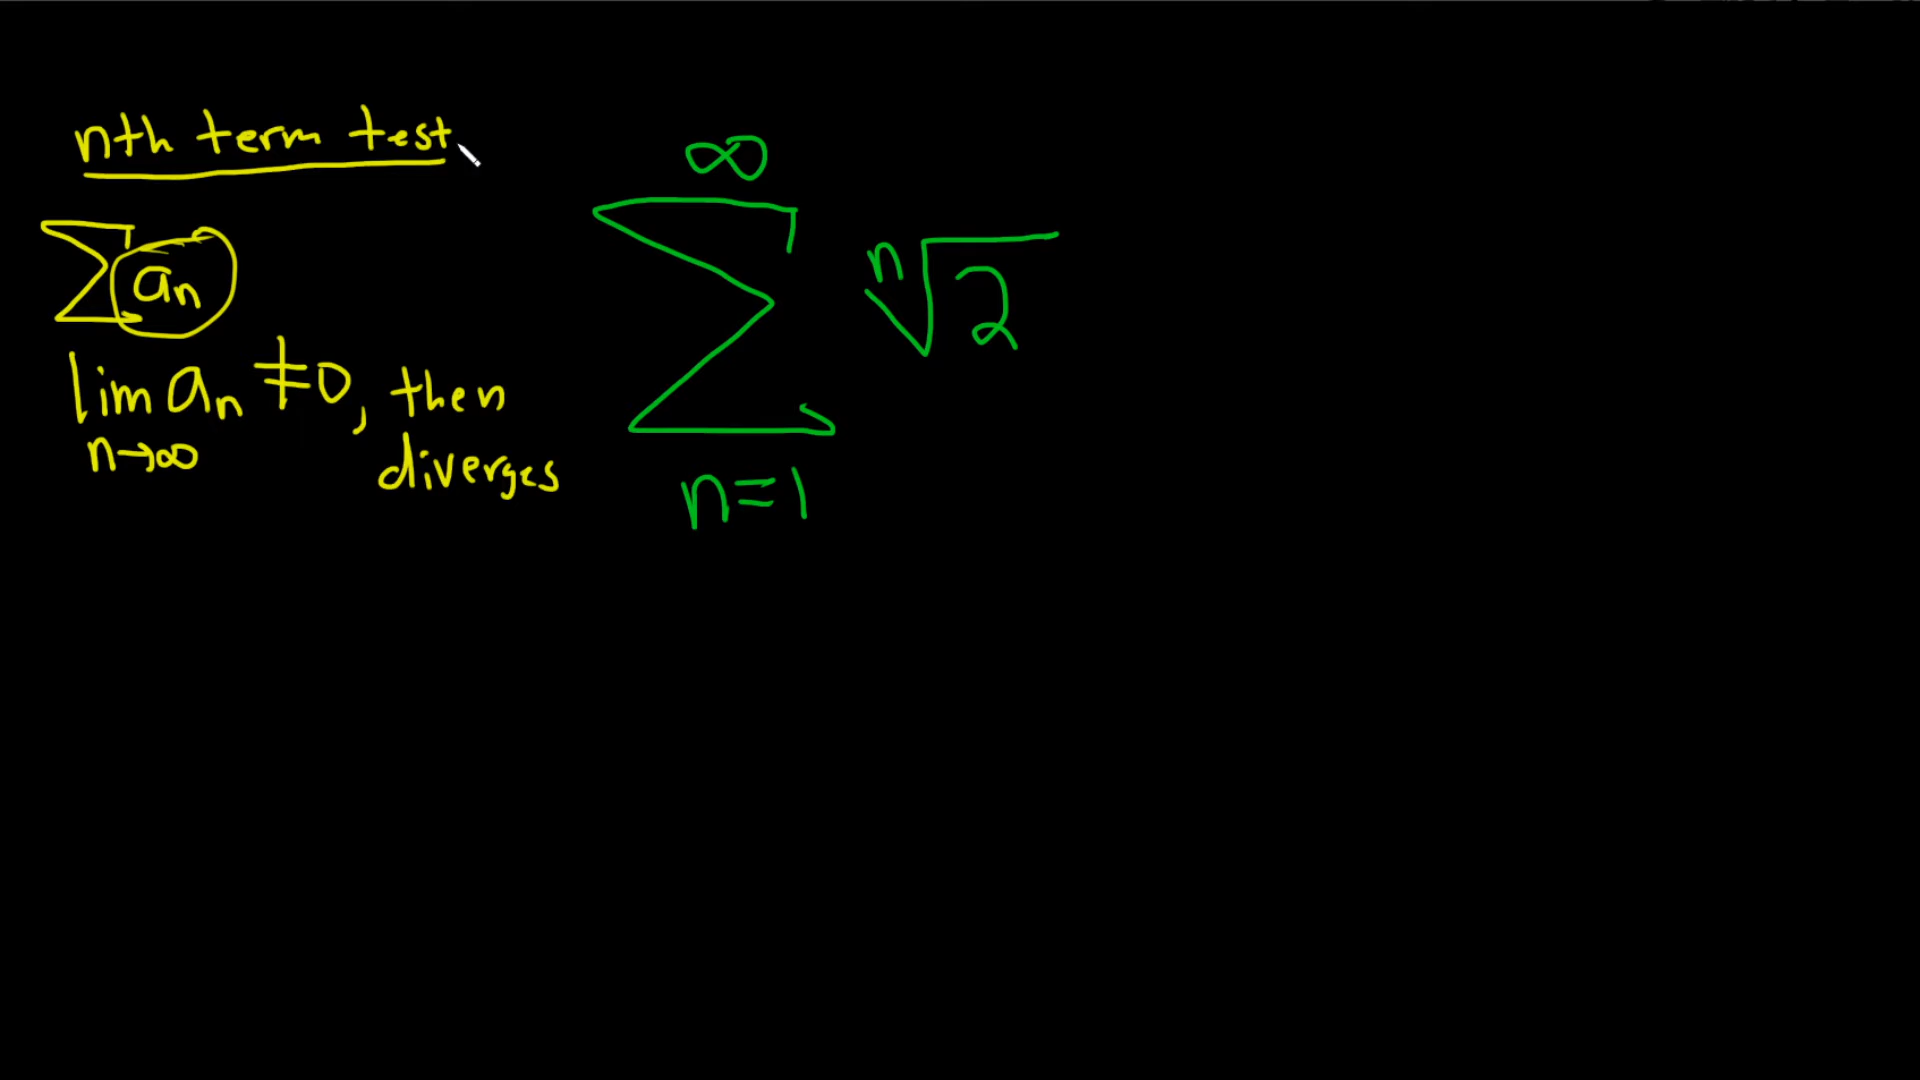 nth term test
∑ aₙ
lim aₙ ≠ 0, then
n→∞ diverges
∞
∑ ⁿ√2
n=1